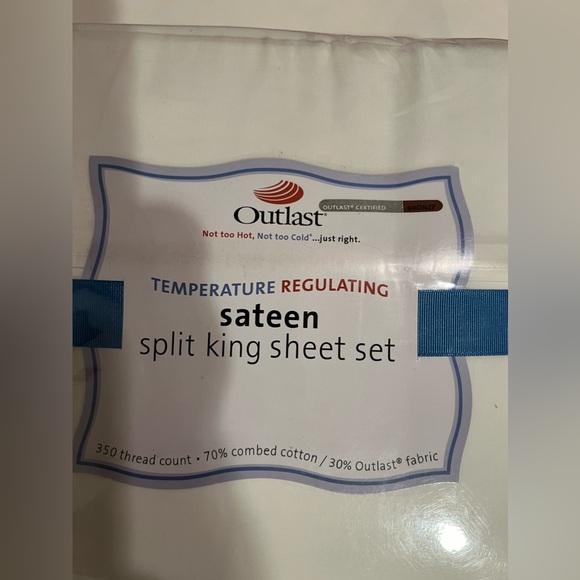 Outlast®
OUTLAST® CERTIFIED
Not too Hot, Not too Cold®...just right.
TEMPERATURE REGULATING
sateen
split king sheet set
350 thread count • 70% combed cotton / 30% Outlast® fabric